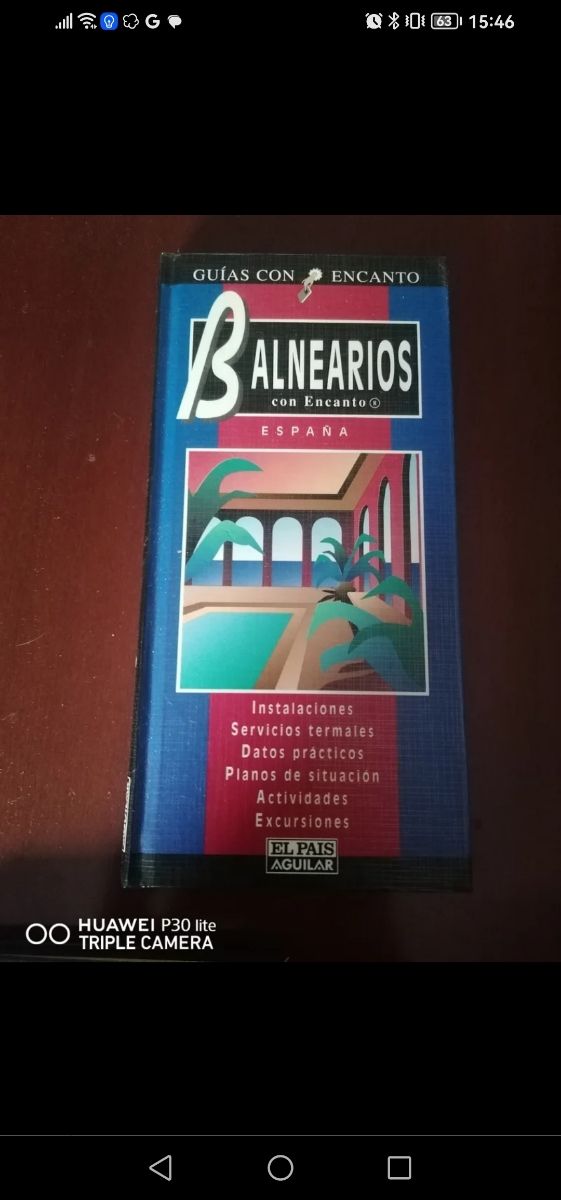 G
63
15:46
GUÍAS CON ENCANTO
BALNEARIOS
con Encanto®
ESPAÑA
Instalaciones
Servicios termales
Datos prácticos
Planos de situación
Actividades
Excursiones
EL PAIS
AGUILAR
HUAWEI P30 lite
TRIPLE CAMERA